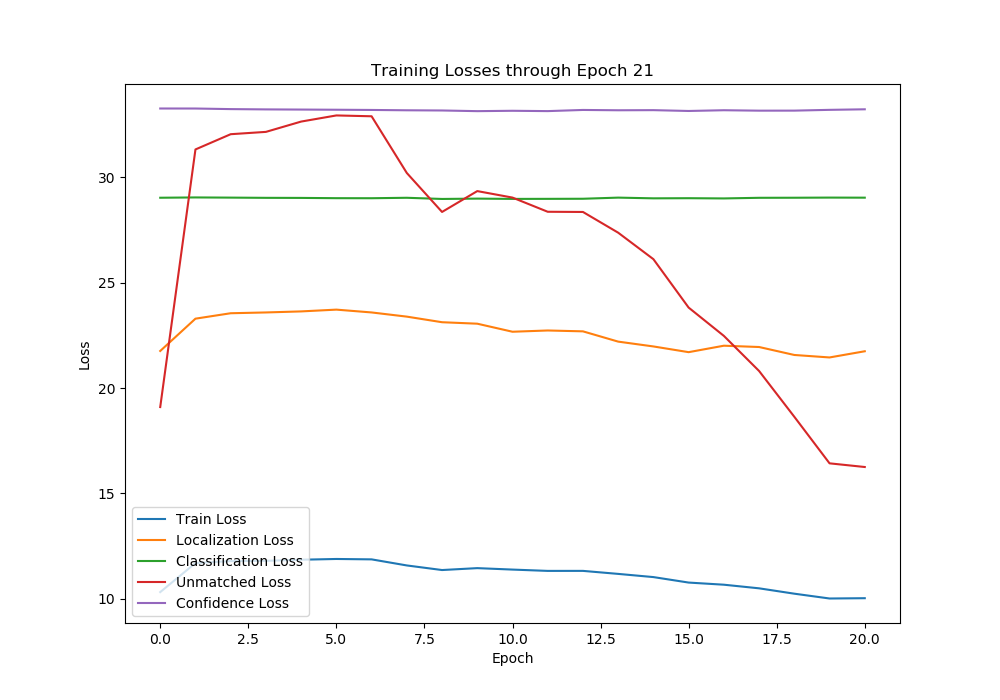 Training Losses through Epoch 21
Loss
30
25
20
15
10
Train Loss
Localization Loss
Classification Loss
Unmatched Loss
Confidence Loss
0.0 2.5 5.0 7.5 10.0 12.5 15.0 17.5 20.0
Epoch